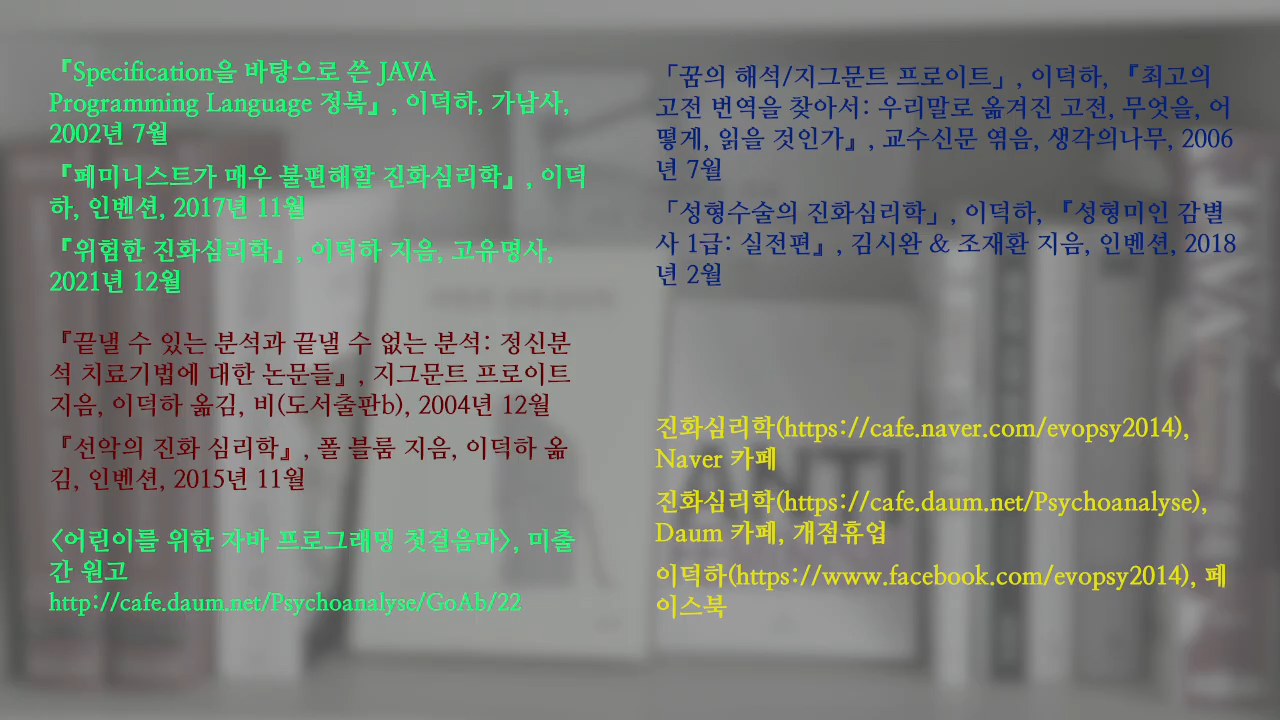 『Specification을 바탕으로 쓴 JAVA
Programming Language 정복』, 이덕하, 가남사,
2002년 7월
『페미니스트가 매우 불편해할 진화심리학』, 이덕
하, 인벤션, 2017년 11월
『위험한 진화심리학』, 이덕하 지음, 고유명사,
2021년 12월
『끝낼 수 있는 분석과 끝낼 수 없는 분석: 정신분
석 치료기법에 대한 논문들』, 지그문트 프로이트
지음, 이덕하 옮김, 비(도서출판b), 2004년 12월
『선악의 진화 심리학』, 폴 블룸 지음, 이덕하 옮
김, 인벤션, 2015년 11월
〈어린이를 위한 자바 프로그래밍 첫걸음마〉, 미출
간 원고
http://cafe.daum.net/Psychoanalyse/GoAb/22
「꿈의 해석/지그문트 프로이트」, 이덕하, 『최고의
고전 번역을 찾아서: 우리말로 옮겨진 고전, 무엇을, 어
떻게, 읽을 것인가』, 교수신문 엮음, 생각의나무, 2006
년 7월
「성형수술의 진화심리학」, 이덕하, 『성형미인 감별
사 1급: 실전편』, 김시완 & 조재환 지음, 인벤션, 2018
년 2월
진화심리학(https://cafe.naver.com/evopsy2014),
Naver 카페
진화심리학(https://cafe.daum.net/Psychoanalyse),
Daum 카페, 개점휴업
이덕하(https://www.facebook.com/evopsy2014), 페
이스북